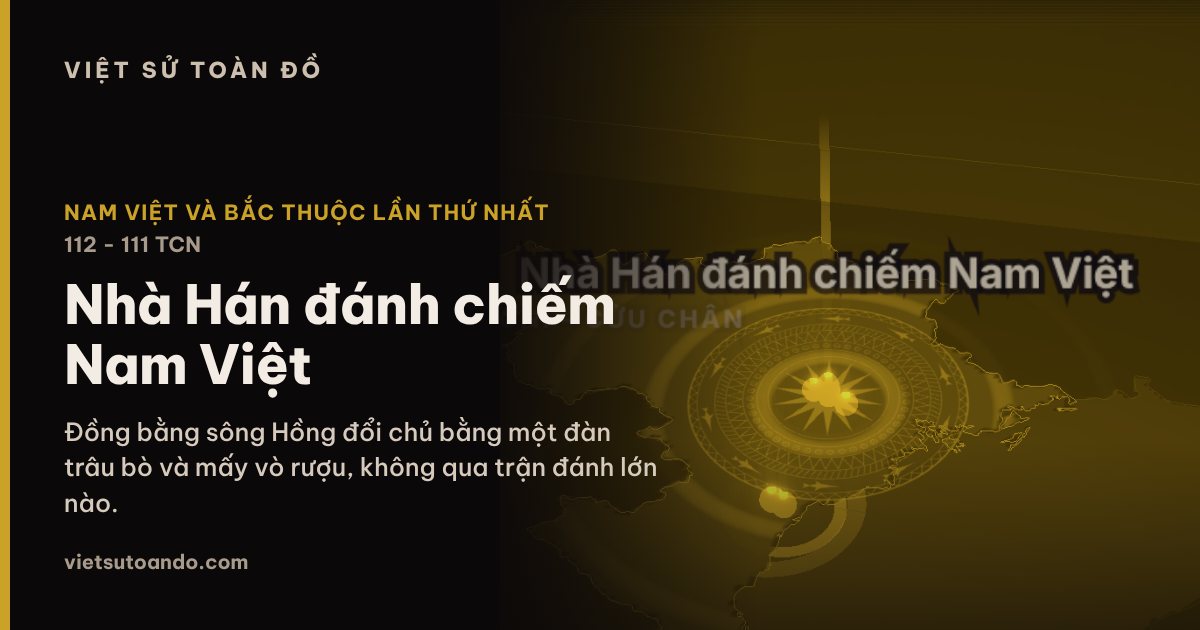 VIỆT SỬ TOÀN ĐỒ
NAM VIỆT VÀ BẮC THUỘC LẦN THỨ NHẤT
112 – 111 TCN
Nhà Hán đánh chiếm
Nam Việt
Đồng bằng sông Hồng đổi chủ bằng một đàn
trâu bò và mấy vò rượu, không qua trận đánh lớn
nào.
vietsutoando.com
Nhà Hán đánh chiếm Nam Việt
CHÂN